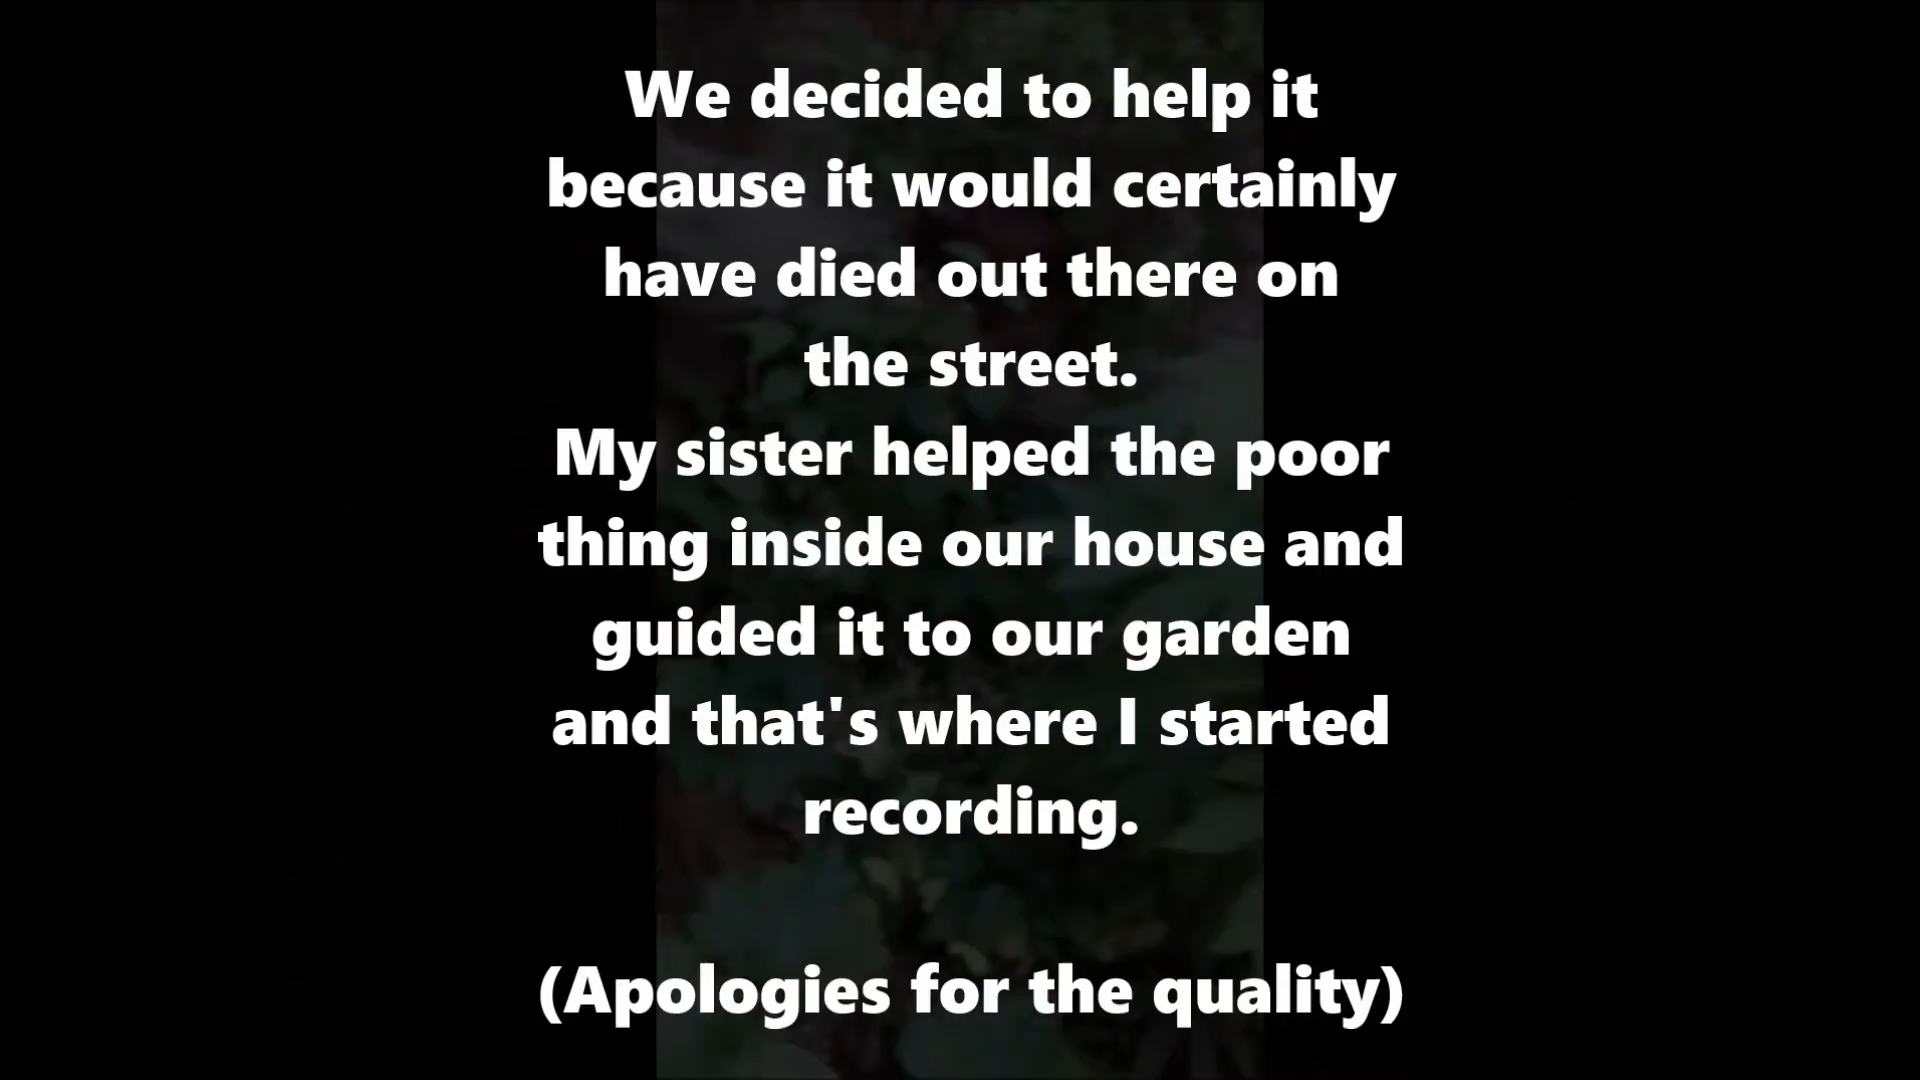 We decided to help it
because it would certainly
have died out there on
the street.
My sister helped the poor
thing inside our house and
guided it to our garden
and that's where I started
recording.
(Apologies for the quality)